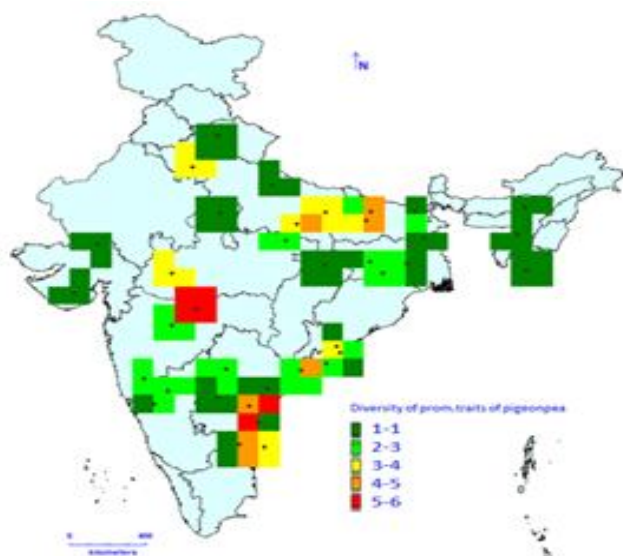 N
Diversity of prom.traits of pigeonpea
1-1
2-3
3-4
4-5
5-6
0 400
kilometers